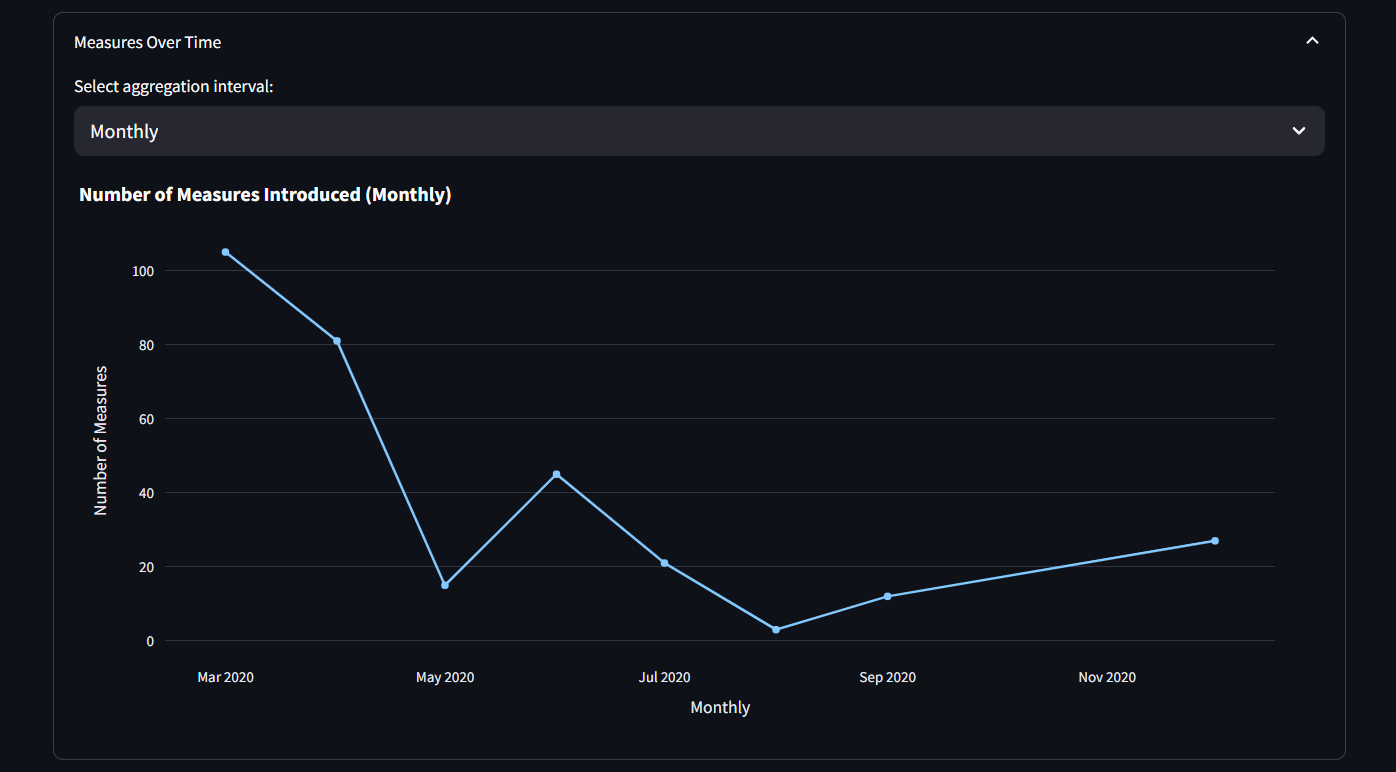 Measures Over Time
Select aggregation interval:
Monthly
Number of Measures Introduced (Monthly)
100
80
60
40
20
0
Number of Measures
Mar 2020
May 2020
Jul 2020
Sep 2020
Nov 2020
Monthly